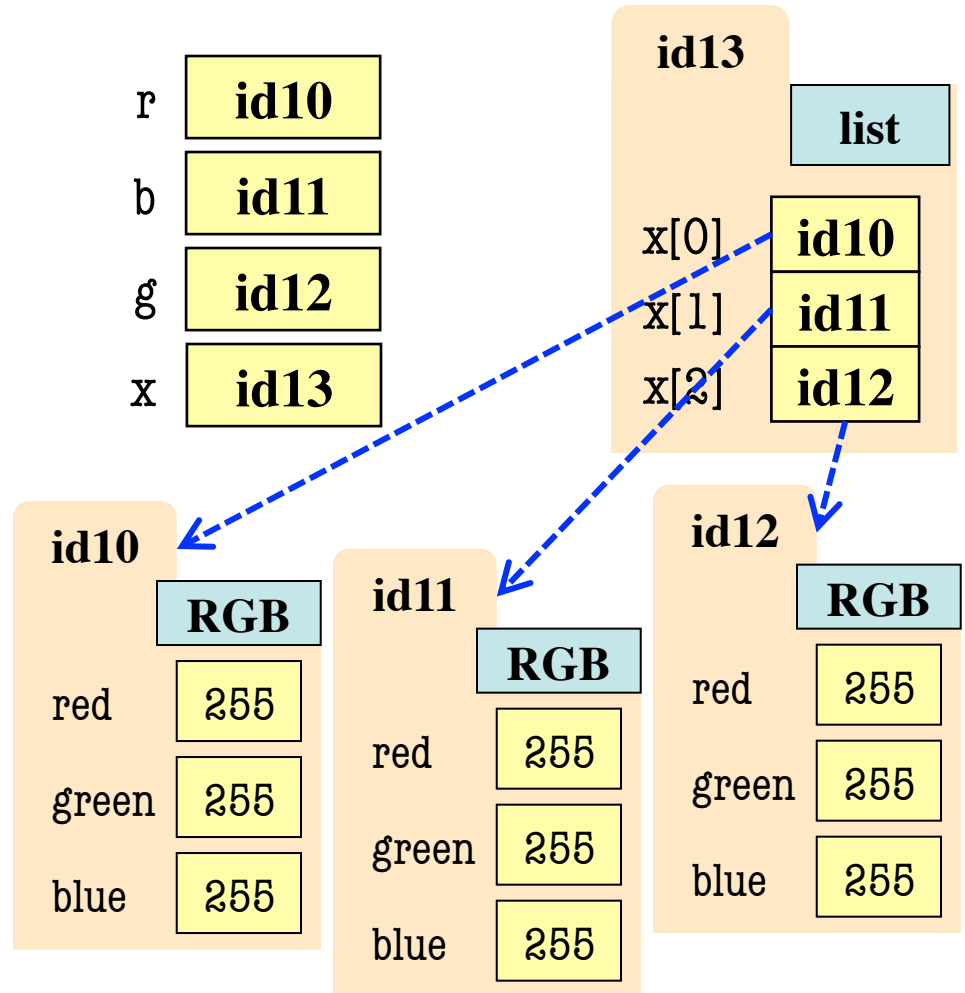 r id10
b id11
g id12
x id13
id13
list
x[0] id10
x[1] id11
x[2] id12
id10
RGB
red 255
green 255
blue 255
id11
RGB
red 255
green 255
blue 255
id12
RGB
red 255
green 255
blue 255